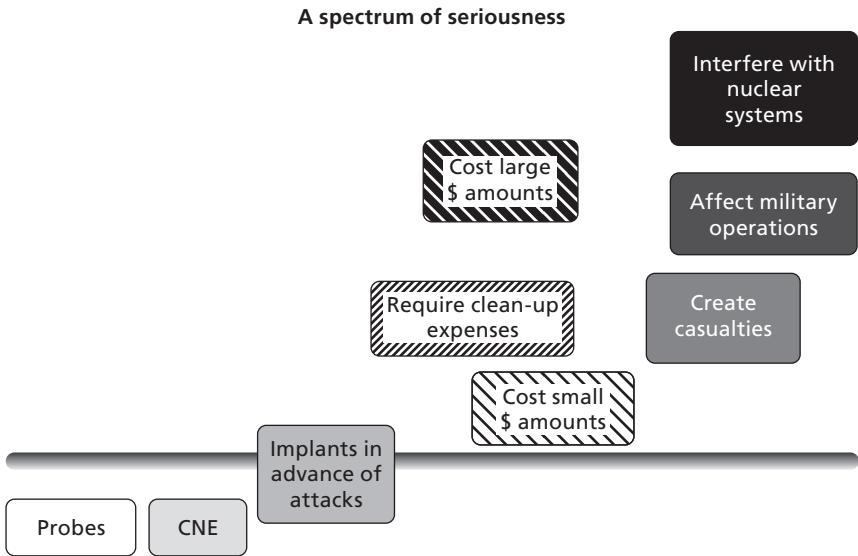 A spectrum of seriousness
Interfere with
nuclear
systems
Cost large
$ amounts
Affect military
operations
Require clean-up
expenses
Create
casualties
Cost small
$ amounts
Implants in
advance of
attacks
Probes
CNE